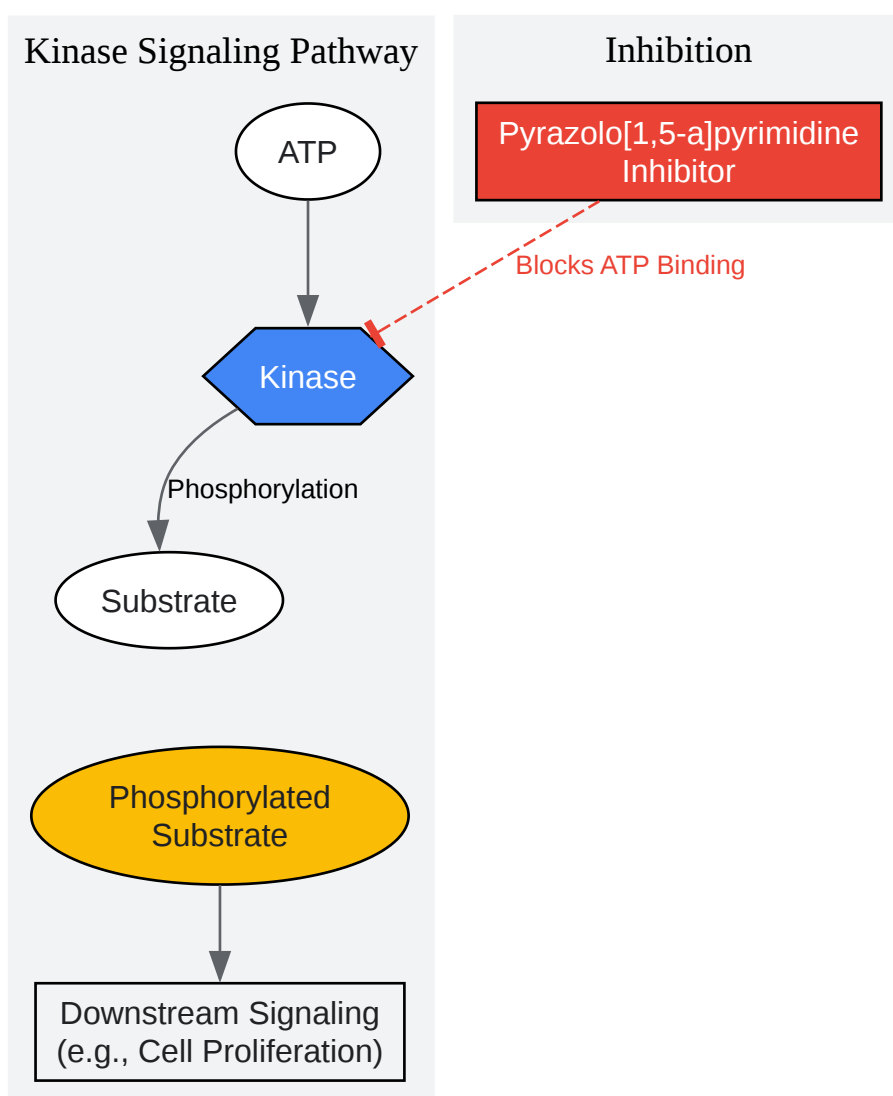 Kinase Signaling Pathway
ATP
Kinase
Phosphorylation
Substrate
Phosphorylated
Substrate
Downstream Signaling
(e.g., Cell Proliferation)
Inhibition
Pyrazolo[1,5-a]pyrimidine
Inhibitor
Blocks ATP Binding